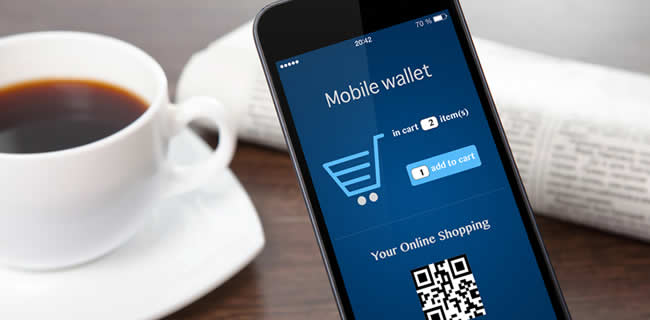 70 %
20:42
Mobile wallet
in cart 2 item(s)
1 add to cart
Your Online Shopping